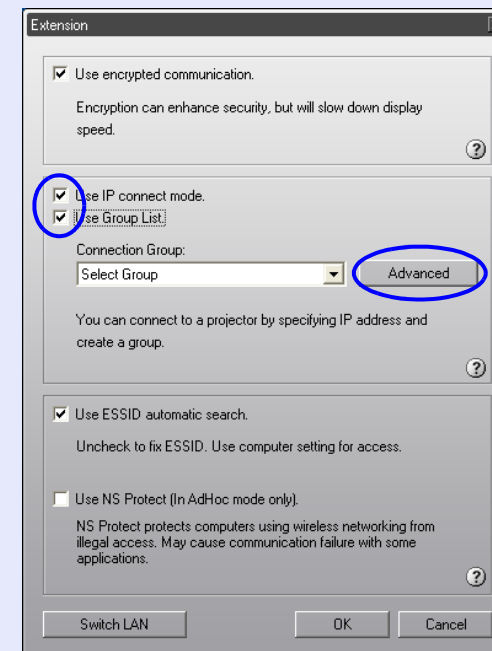 Extension
Use encrypted communication.
Encryption can enhance security, but will slow down display
speed.
?
Use IP connect mode.
Use Group List.
Connection Group:
Select Group
Advanced
You can connect to a projector by specifying IP address and
create a group.
?
Use ESSID automatic search.
Uncheck to fix ESSID. Use computer setting for access.
Use NS Protect (In AdHoc mode only).
NS Protect protects computers using wireless networking from
illegal access. May cause communication failure with some
applications.
?
Switch LAN
OK
Cancel